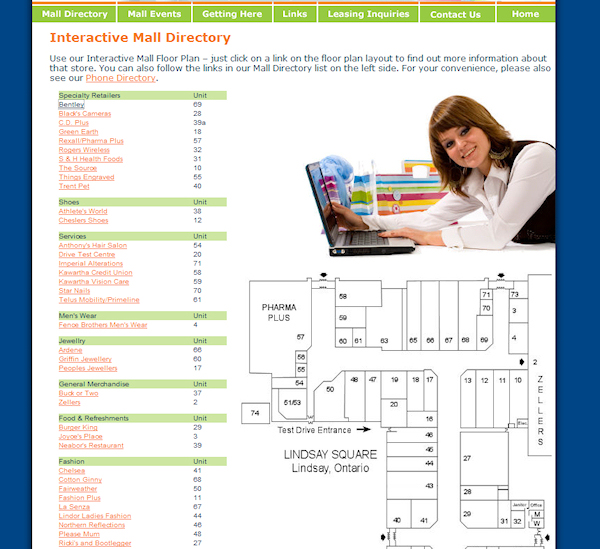 Mall Directory Mall Events Getting Here Links Leasing Inquiries Contact Us Home
Interactive Mall Directory
Use our Interactive Mall Floor Plan – just click on a link on the floor plan layout to find out more information about
that store. You can also follow the links in our Mall Directory list on the left side. For your convenience, please also
see our Phone Directory.
Specialty Retailers Unit
Bentley 69
Black's Cameras 28
C.D. Plus 39a
Green Earth 18
Rexall/Pharma Plus 57
Rogers Wireless 32
S & H Health Foods 31
The Source 10
Things Engraved 55
Trent Pet 40
Shoes Unit
Athlete's World 38
Cheslers Shoes 12
Services Unit
Anthony's Hair Salon 54
Drive Test Centre 20
Imperial Alterations 71
Kawartha Credit Union 58
Kawartha Vision Care 59
Star Nails 70
Telus Mobility/Primeline 61
Men's Wear Unit
Fence Brothers Men's Wear 4
Jewellry Unit
Ardene 66
Griffin Jewellery 60
Peoples Jewellers 17
General Merchandise Unit
Buck or Two 37
Zellers 2
Food & Refreshments Unit
Burger King 29
Joyce's Place 3
Neabor's Restaurant 39
Fashion Unit
Chelsea 41
Cotton Ginny 68
Fairweather 50
Fashion Plus 11
La Senza 67
Lindor Ladies Fashion 44
Northern Reflections 46
Please Mum 48
Ricki's and Bootlegger 27
PHARMA
PLUS
58
59
60 61
63 65 66 67 68
71
70
69
73
3
4
57
56
55
54
51/53
50
74
48 47 19 18 17
20
16
13 12 11 10
2
ZELLERS
Test Drive Entrance
LINDSAY SQUARE
Lindsay, Ontario
46
45
44
43
40 41
27
28
29 31 32
Office
M
W